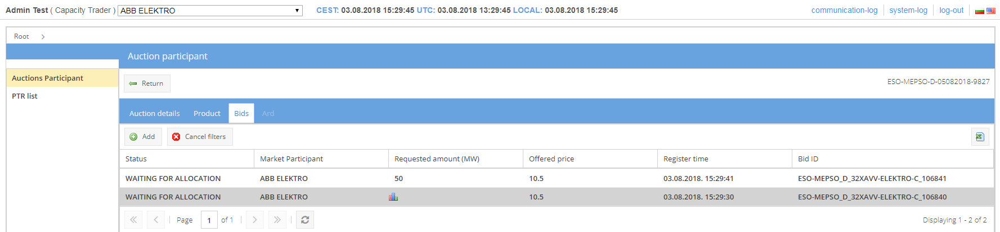 Admin Test ( Capacity Trader ) ABB ELEKTRO CEST: 03.08.2018 15:29:45 UTC: 03.08.2018 13:29:45 LOCAL: 03.08.2018 15:29:45 communication-log system-log log-out
Root
Auction participant
Auctions Participant
PTR list
Return ESO-MEPSO-D-05082018-9827
Auction details Product Bids Ard
Add Cancel filters
Status Market Participant Requested amount (MW) Offered price Register time Bid ID
WAITING FOR ALLOCATION ABB ELEKTRO 50 10.5 03.08.2018. 15:29:41 ESO-MEPSO_D_32XAVV-ELEKTRO-C_106841
WAITING FOR ALLOCATION ABB ELEKTRO 10.5 03.08.2018. 15:29:30 ESO-MEPSO_D_32XAVV-ELEKTRO-C_106840
Page 1 of 1 Displaying 1 - 2 of 2